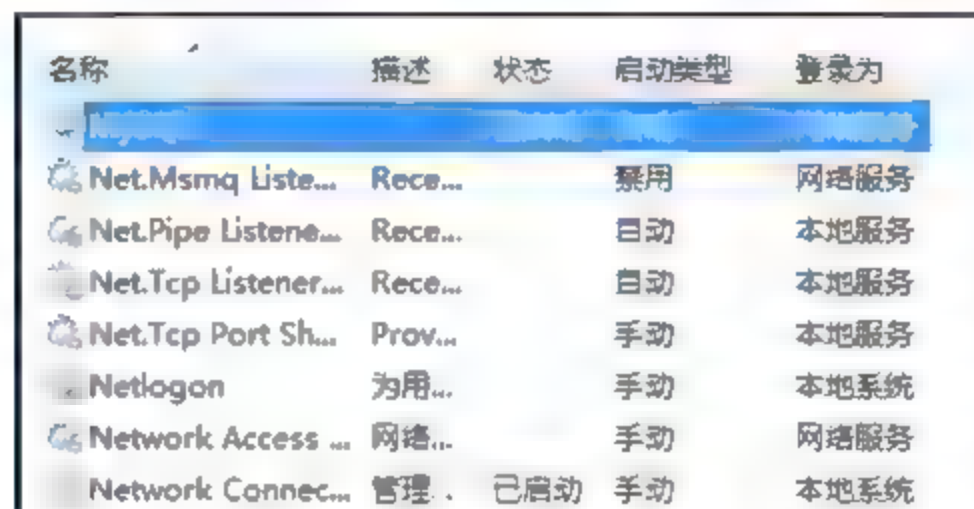 名称 描述 状态 启动类型 登录为
Net.Msmq Liste... Rece... 禁用 网络服务
Net.Pipe Listene... Rece... 自动 本地服务
Net.Tcp Listener... Rece... 自动 本地服务
Net.Tcp Port Sh... Prov... 手动 本地服务
Netlogon 为用... 手动 本地系统
Network Access ... 网络... 手动 网络服务
Network Connec... 管理... 已启动 手动 本地系统